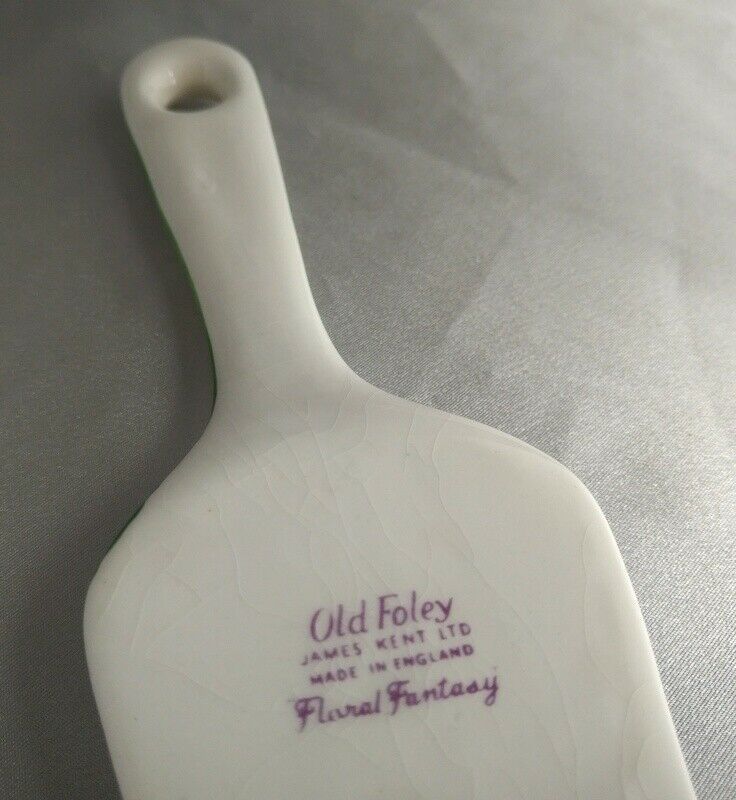 Old Foley
JAMES KENT LTD
MADE IN ENGLAND
Floral Fantasy